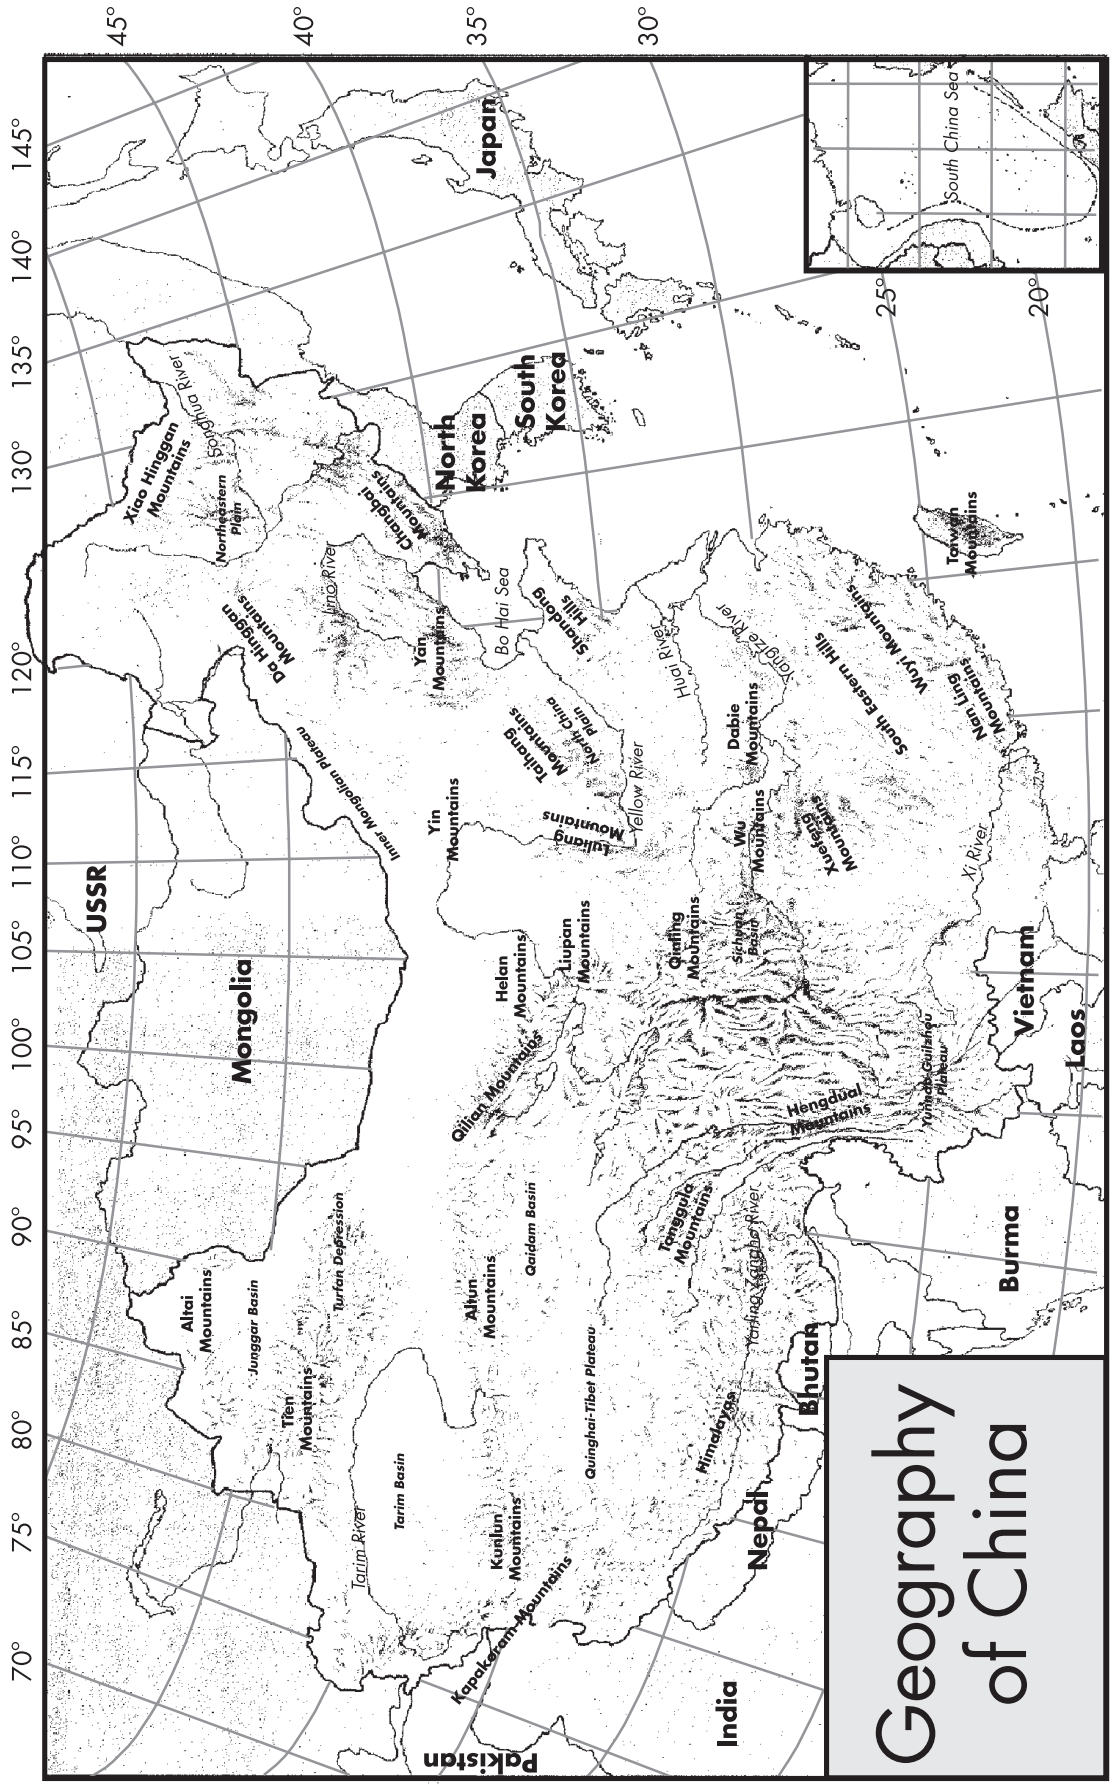 70°
75°
80°
85°
90°
95°
100°
105°
110°
115°
120°
130°
135°
140°
145°
45°
40°
35°
30°
25°
20°
USSR
Mongolia
Altai
Mountains
Junggar Basin
Tien
Mountains
Turfan Depression
Tarim River
Tarim Basin
Kunlun
Mountains
Kapakoram Mountains
Pakistan
India
Altun
Mountains
Qaidam Basin
Quinghai-Tibet Plateau
Himalayas
Nepal
Bhutan
Yarling Zangbo River
Tanggula
Mountains
Hengdual
Mountains
Burma
Qilian Mountains
Helan
Mountains
Liupan
Mountains
Qinling
Mountains
Sichuan
Basin
Yunnan-Guizhou
Plateau
Laos
Vietnam
Xi River
Inner Mongolian Plateau
Yin
Mountains
Luliang
Mountains
Taihang
Mountains
North China
Plain
Yellow River
Wu
Mountains
Xuefeng
Mountains
Dabie
Mountains
Huai River
Yangtze River
South Eastern Hills
Wuyi Mountains
Nan Ling
Mountains
Taiwan
Mountains
Da Hinggan
Mountains
Xiao Hinggan
Mountains
Songhua River
Northeastern
Plain
Liao River
Changbai
Mountains
Yan
Mountains
Bo Hai Sea
Shandong
Hills
North
Korea
South
Korea
Japan
South China Sea
Geography
of China